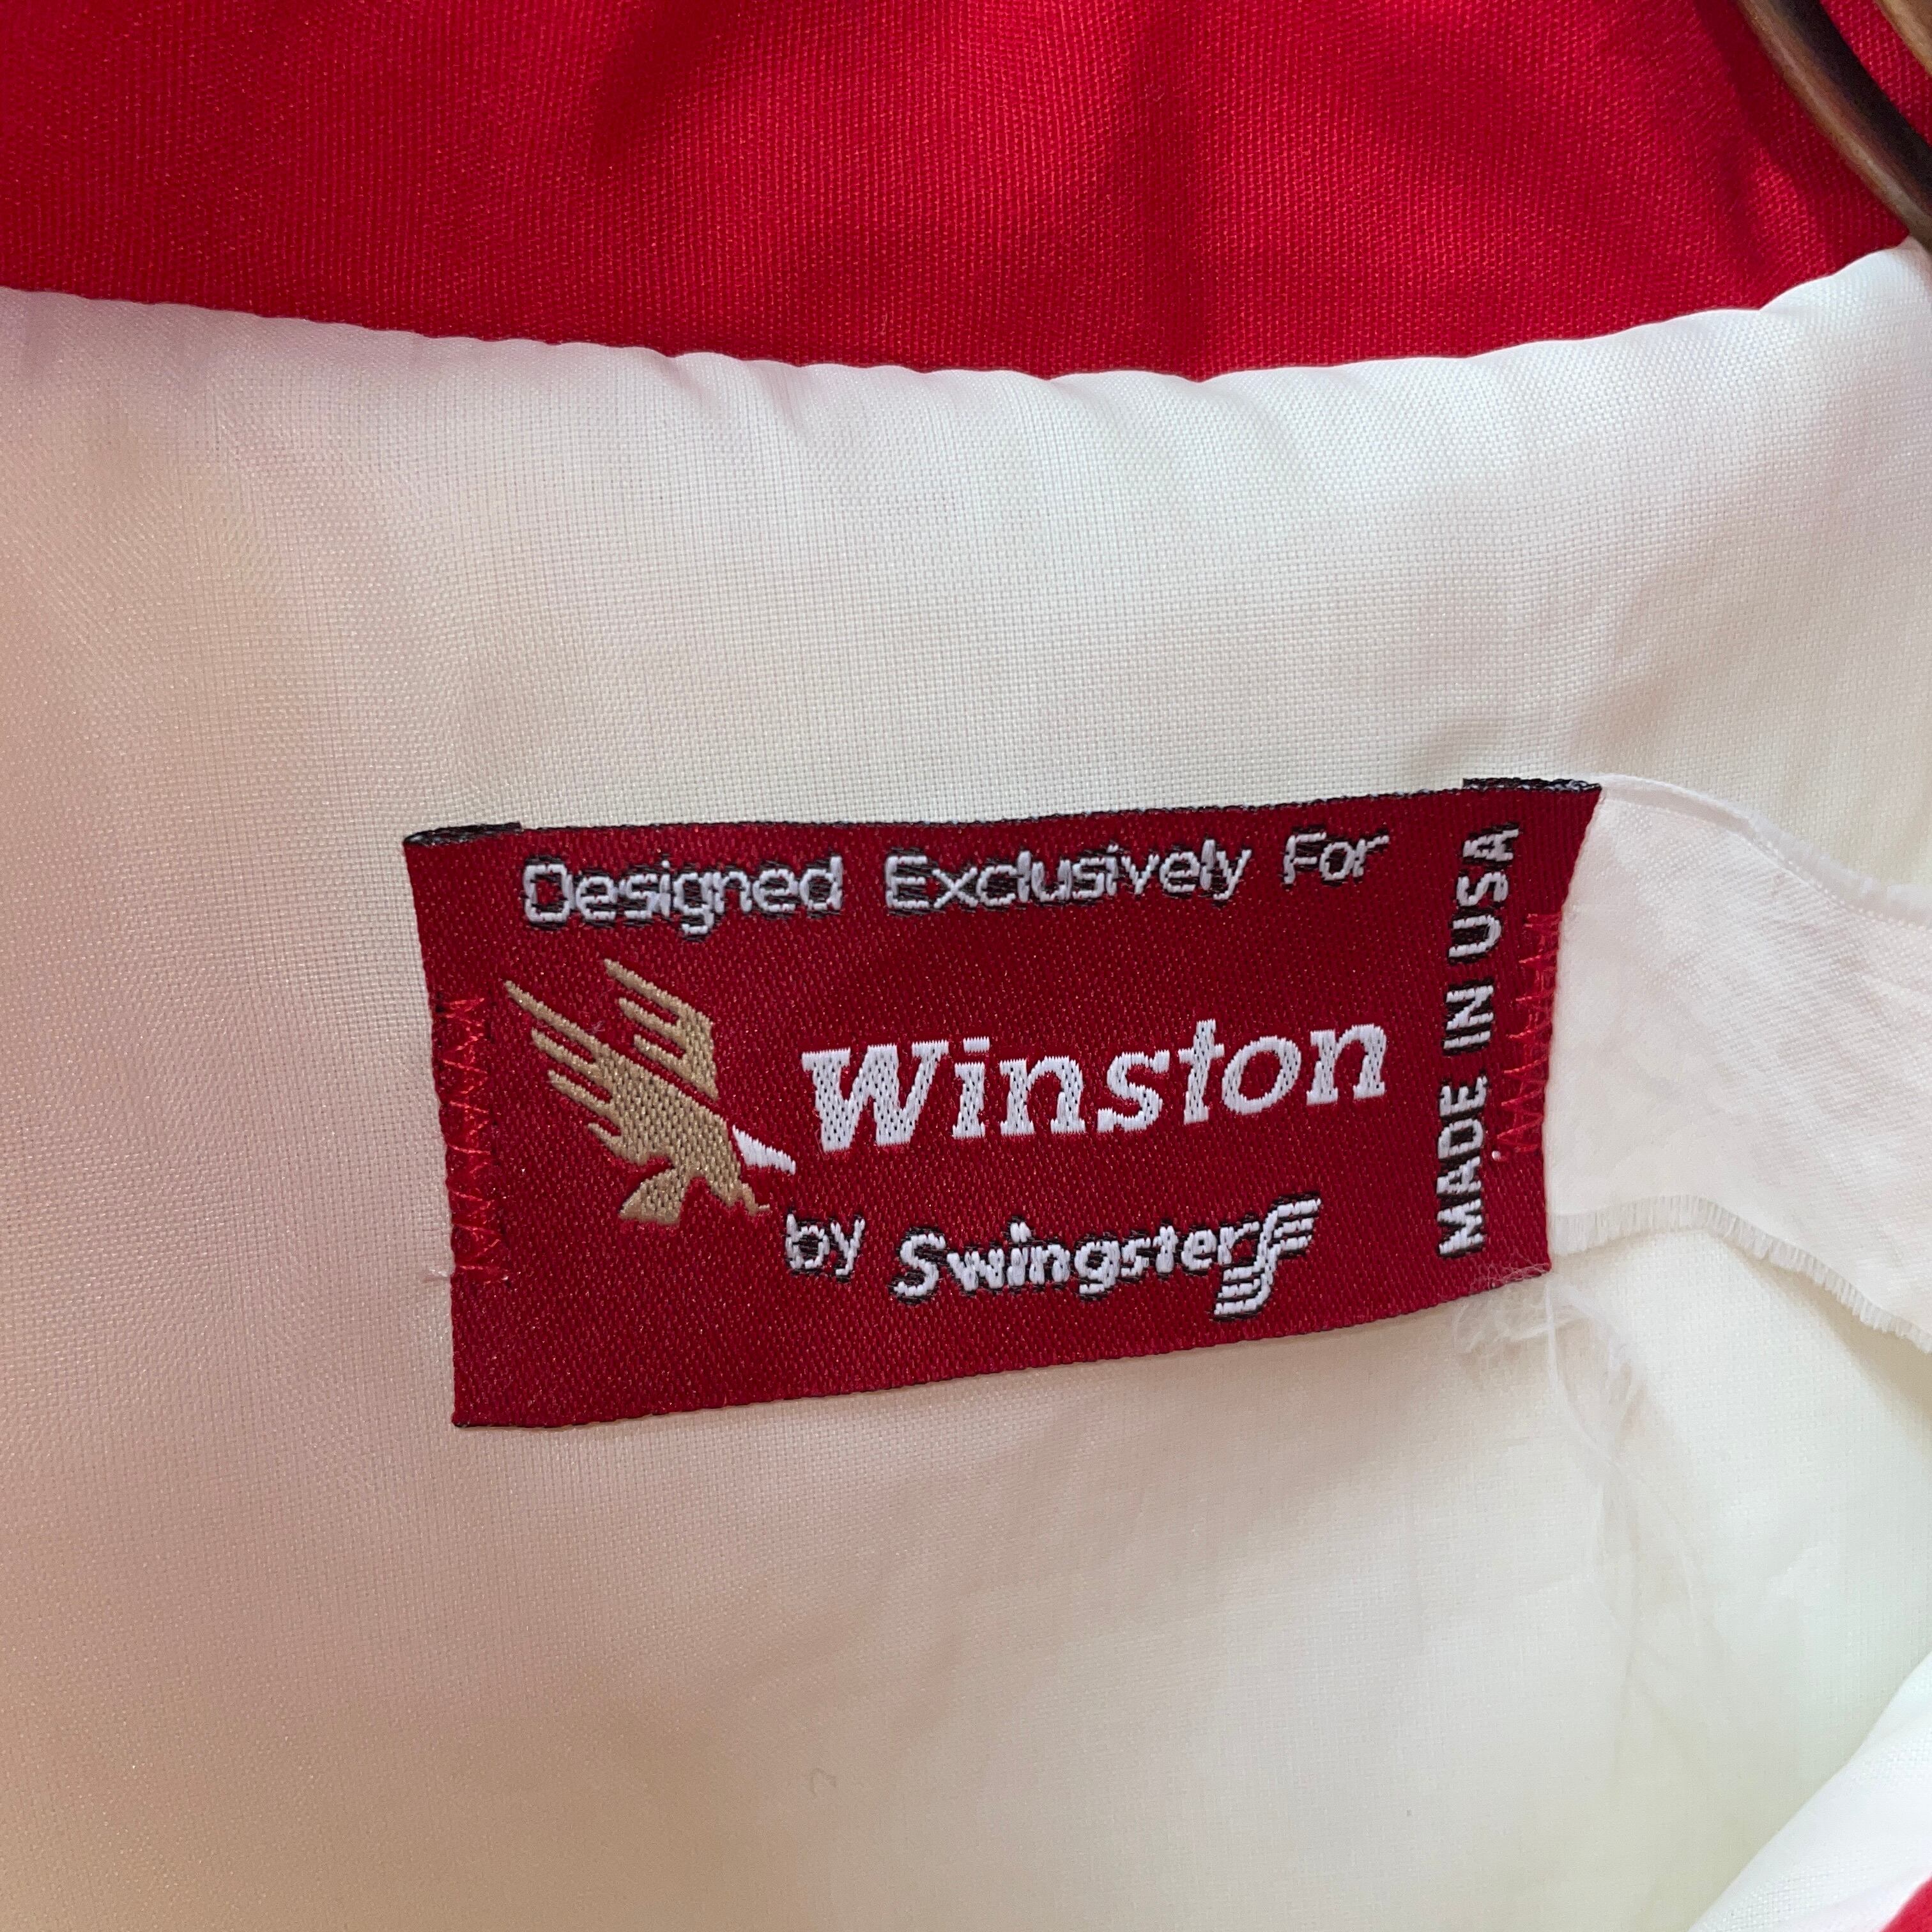 Designed Exclusively For
Winston
by Swingster
MADE IN USA